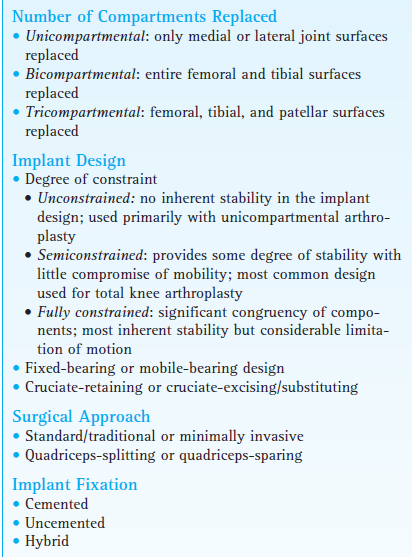 Number of Compartments Replaced
• Unicompartmental: only medial or lateral joint surfaces
replaced
• Bicompartmental: entire femoral and tibial surfaces
replaced
• Tricompartmental: femoral, tibial, and patellar surfaces
replaced
Implant Design
• Degree of constraint
• Unconstrained: no inherent stability in the implant
design; used primarily with unicompartmental arthro-
plasty
• Semiconstrained: provides some degree of stability with
little compromise of mobility; most common design
used for total knee arthroplasty
• Fully constrained: significant congruency of compo-
nents; most inherent stability but considerable limita-
tion of motion
• Fixed-bearing or mobile-bearing design
• Cruciate-retaining or cruciate-excising/substituting
Surgical Approach
• Standard/traditional or minimally invasive
• Quadriceps-splitting or quadriceps-sparing
Implant Fixation
• Cemented
• Uncemented
• Hybrid